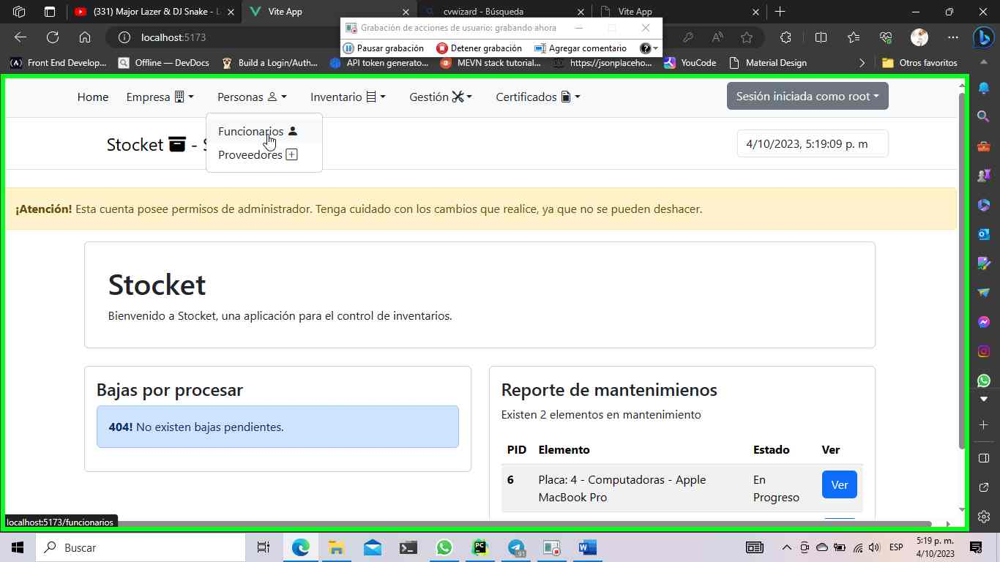 (331) Major Lazer & DJ Snake - L
Vite App
cvwizard - Búsqueda
Vite App
localhost:5173
Grabación de acciones de usuario: grabando ahora
Pausar grabación
Detener grabación
Agregar comentario
Front End Develop...
Offline — DevDocs
Build a Login/Auth...
API token generato...
MEVN stack tutorial...
https://jsonplaceho...
YouCode
Material Design
Otros favoritos
Home
Empresa
Personas
Inventario
Gestión
Certificados
Sesión iniciada como root
Funcionarios
Proveedores
Stocket - S
4/10/2023, 5:19:09 p. m
¡Atención! Esta cuenta posee permisos de administrador. Tenga cuidado con los cambios que realice, ya que no se pueden deshacer.
Stocket
Bienvenido a Stocket, una aplicación para el control de inventarios.
Bajas por procesar
404! No existen bajas pendientes.
Reporte de mantenimienos
Existen 2 elementos en mantenimiento
PID Elemento Estado Ver
6 Placa: 4 - Computadoras - Apple En Ver
MacBook Pro Progreso
localhost:5173/funcionarios
Buscar
91
ESP
5:19 p. m.
4/10/2023